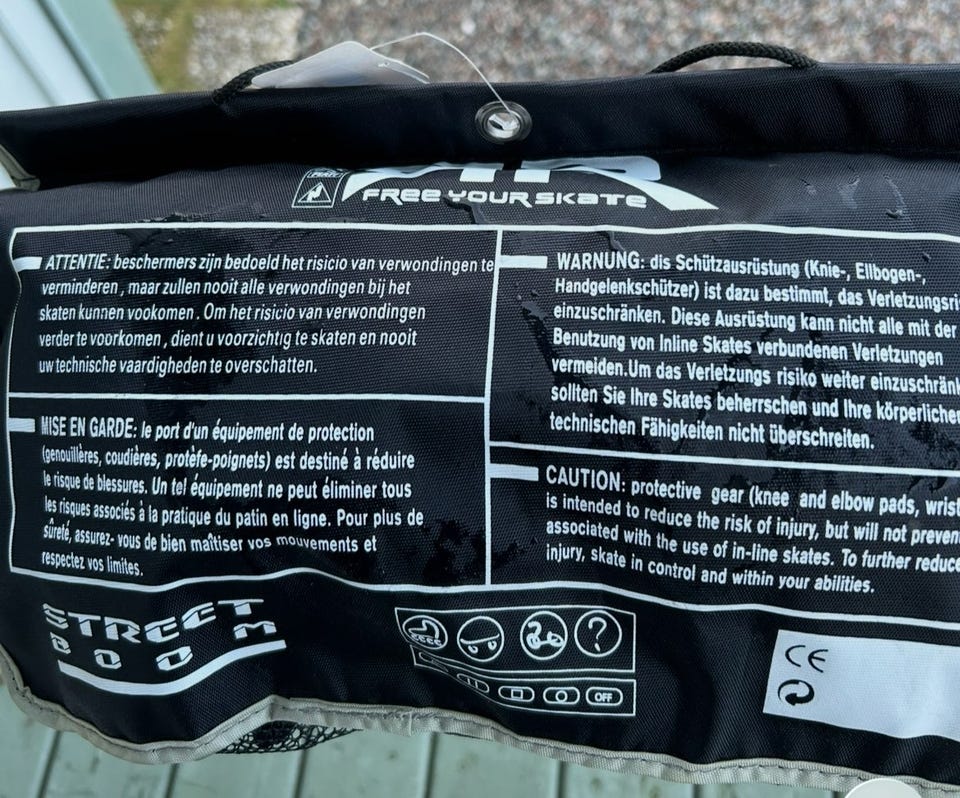 FREE YOUR SKATE
ATTENTIE: beschermers zijn bedoeld het risicio van verwondingen te
verminderen , maar zullen nooit alle verwondingen bij het
skaten kunnen vookomen . Om het risicio van verwondingen
verder te voorkomen , dient u voorzichtig te skaten en nooit
uw technische vaardigheden te overschatten.
MISE EN GARDE: le port d'un équipement de protection
(genouillères, coudières, protèfe-poignets) est destiné à réduire
le risque de blessures. Un tel équipement ne peut éliminer tous
les risques associés à la pratique du patin en ligne. Pour plus de
sûreté, assurez- vous de bien maîtiser vos mouvements et
respectez vos limites.
WARNUNG: dis Schützausrüstung (Knie-, Ellbogen-,
Handgelenkschützer) ist dazu bestimmt, das Verletzungsri
einzuschränken. Diese Ausrüstung kann nicht alle mit der
Benutzung von Inline Skates verbundenen Verletzungen
vermeiden.Um das Verletzungs risiko weiter einzuschränk
sollten Sie Ihre Skates beherrschen und Ihre körperlichen
technischen Fähigkeiten nicht überschreiten.
CAUTION: protective gear (knee and elbow pads, wrist
is intended to reduce the risk of injury, but will not preven
associated with the use of in-line skates. To further reduce
injury, skate in control and within your abilities.
STREET
BOOM
?
OFF
CE